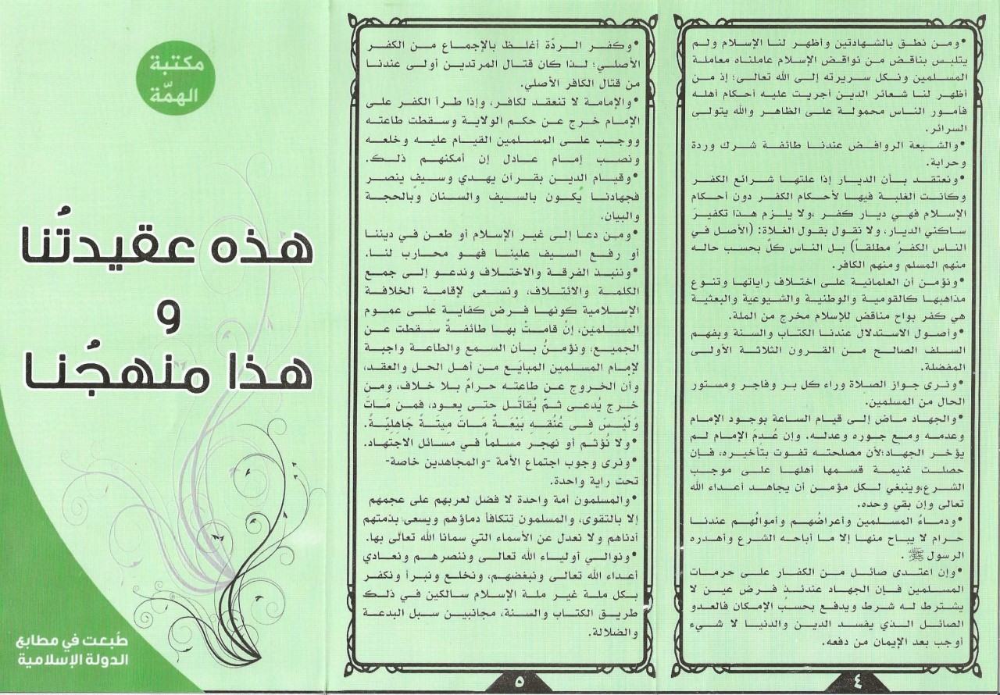 •ومن نطق بالشهادتين وأظهر لنا الإسلام ولم
يتلبس بناقض من نواقض الإسلام عاملناه معاملة
المسلمين ونكل سريرته إلى الله تعالى؛ إذ من
أظهر لنا شعائر الدين أجريت عليه أحكام أهله
فأمور الناس محمولة على الظاهر والله يتولى
السرائر.
•والشيعة الروافض عندنا طائفة شرك وردة
وحرابة.
•ونعتقد بأن الديار إذا علتها شرائع الكفر
وكانت الغلبة فيها لأحكام الكفر دون أحكام
الإسلام فهي ديار كفر ،ولا يلزم هذا تكفيرَ
ساكني الديار، ولا نقول بقول الغلاة: (الأصل في
الناس الكفرُ مطلقاً) بل الناس كلٌ بحسب حاله
منهم المسلم ومنهم الكافر.
•ونؤمن أن العلمانية على اختلاف راياتها وتنوع
مذاهبها كالقومية والوطنية والشيوعية والبعثية
هي كفر بواح مناقض للإسلام مخرج من الملة.
•وأصول الاستدلال عندنا الكتاب والسنة وبفهم
السلف الصالح من القرون الثلاثة الأولى
المفضلة.
•ونرى جواز الصلاة وراء كل بر وفاجر ومستور
الحال من المسلمين.
•والجهاد ماض إلى قيام الساعة بوجود الإمام
وعدمه ومع جوره وعدله. وإن عُدمَ الإمام لم
يؤخر الجهاد؛لأن مصلحته تفوت بتأخيره، فإن
حصلت غنيمة قسمها أهلها على موجب
الشرع،وينبغي لكل مؤمن أن يجاهد أعداء الله
تعالى وإن بقي وحده.
•ودماءُ المسلمين وأعراضُهم وأموالُهم عندنا
حرام لا يباح منها إلا ما أباحه الشرع وأهدره
الرسول ﷺ .
•وإن اعتدى صائل من الكفار على حرمات
المسلمين فإن الجهاد عندئذٍ فرض عين لا
يشترط له شرط ويدفع بحسب الإمكان فالعدو
الصائل الذي يفسد الدين والدنيا لا شيء
أوجب بعد الإيمان من دفعه.
٤
•وكفر الردّة أغلظ بالإجماع من الكفر
الأصلي؛ لذا كان قتال المرتدين أولى عندنا
من قتال الكافر الأصلي.
•والإمامة لا تنعقد لكافر، وإذا طرأ الكفر على
الإمام خرج عن حكم الولاية وسقطت طاعته
ووجب على المسلمين القيام عليه وخلعه
ونصب إمام عادل إن أمكنهم ذلك.
•وقيام الدين بقرآن يهدي وسيفٍ ينصر
فجهادنا يكون بالسيف والسنان وبالحجة
والبيان.
•ومن دعا إلى غير الإسلام أو طعن في ديننا
أو رفع السيف علينا فهو محارب لنا.
•وننبذ الفرقة والاختلاف وندعو إلى جمع
الكلمة والائتلاف، ونسعى لإقامة الخلافة
الإسلامية كونها فرض كفاية على عموم
المسلمين، إنْ قامتْ بها طائفةٌ سقطت عن
الجميع، ونؤمنُ بأن السمع والطاعة واجبة
لإمام المسلمين المبايَع من أهل الحل والعقد،
وأن الخروج عن طاعته حرامٌ بلا خلاف، ومن
خرج يُدعى ثمّ يُقاتَل حتى يعود، فمن مَاتَ
وَلَيْسَ فِى عُنُقِهِ بَيْعَةٌ مَاتَ مِيتَةً جَاهِلِيَّةً.
•ولا نُؤثم أو نهجر مسلماً في مسائل الاجتهاد.
•ونرى وجوب اجتماع الأمة -والمجاهدين خاصة-
تحت راية واحدة.
•والمسلمون أمة واحدة لا فضل لعربهم على عجمهم
إلا بالتقوى، والمسلمون تتكافأ دماؤهم ويسعى بذمتهم
أدناهم ولا نعدل عن الأسماء التي سمانا الله تعالى بها.
•ونوالي أولياء الله تعالى وننصرهم ونعادي
أعداء الله تعالى ونبغضهم، ونخلع ونبرأ ونكفر
بكل ملة غير ملة الإسلام سالكين في ذلك
طريق الكتاب والسنة، مجانبين سبل البدعة
والضلالة.
٥
مكتبة
الهمّة
هذه عقيدتُنا
و
هذا منهجُنا
طُبعت في مطابع
الدولة الإسلامية